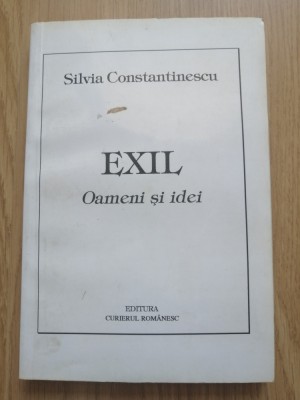 Silvia Constantinescu
EXIL
Oameni și idei
EDITURA
CURIERUL ROMÂNESC